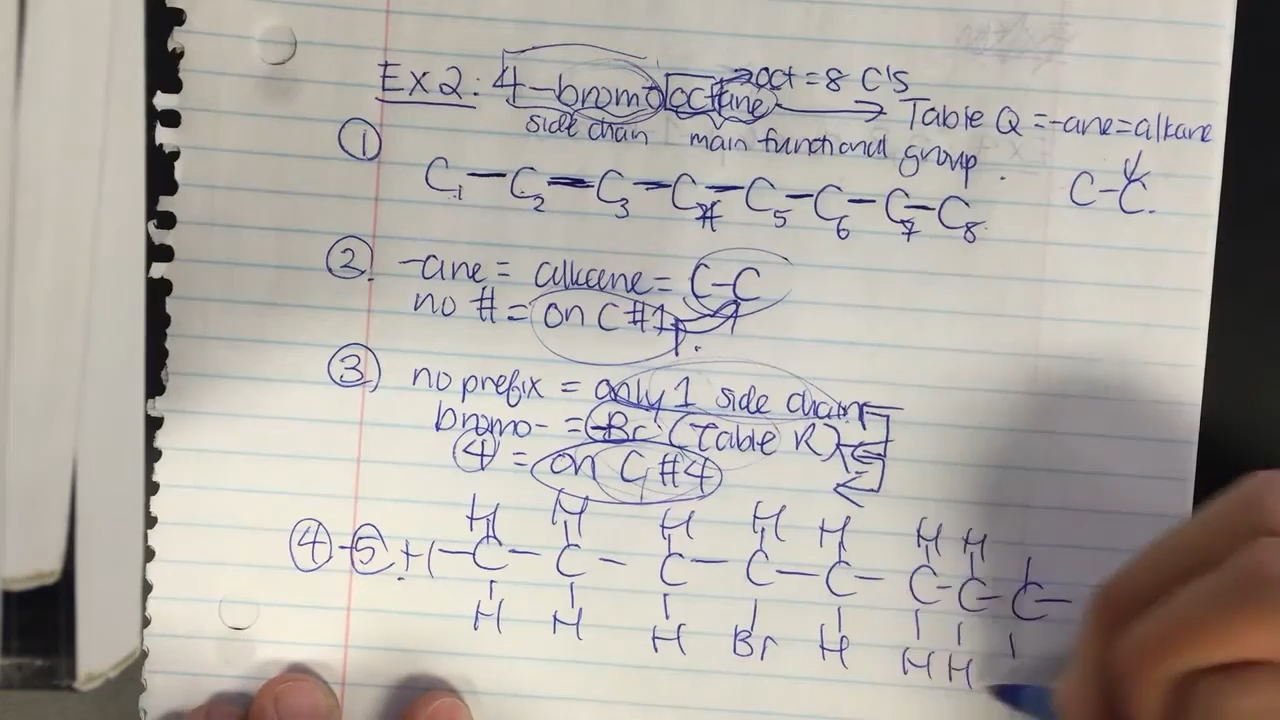 Ex 2: 4-bromooctane → oct = 8 C's
→ Table Q = -ane = alkane
side chain main functional group.
① C1-C2-C3-C4-C5-C6-C7-C8 C-C
② -ane = alkane = C-C
no # = on C #1
③ no prefix = only 1 side chain
bromo- = -Br (Table R)
④ = on C #4
H H H H H H H
④-⑤ H-C-C-C-C-C-C-C-C-
H H H Br H H H